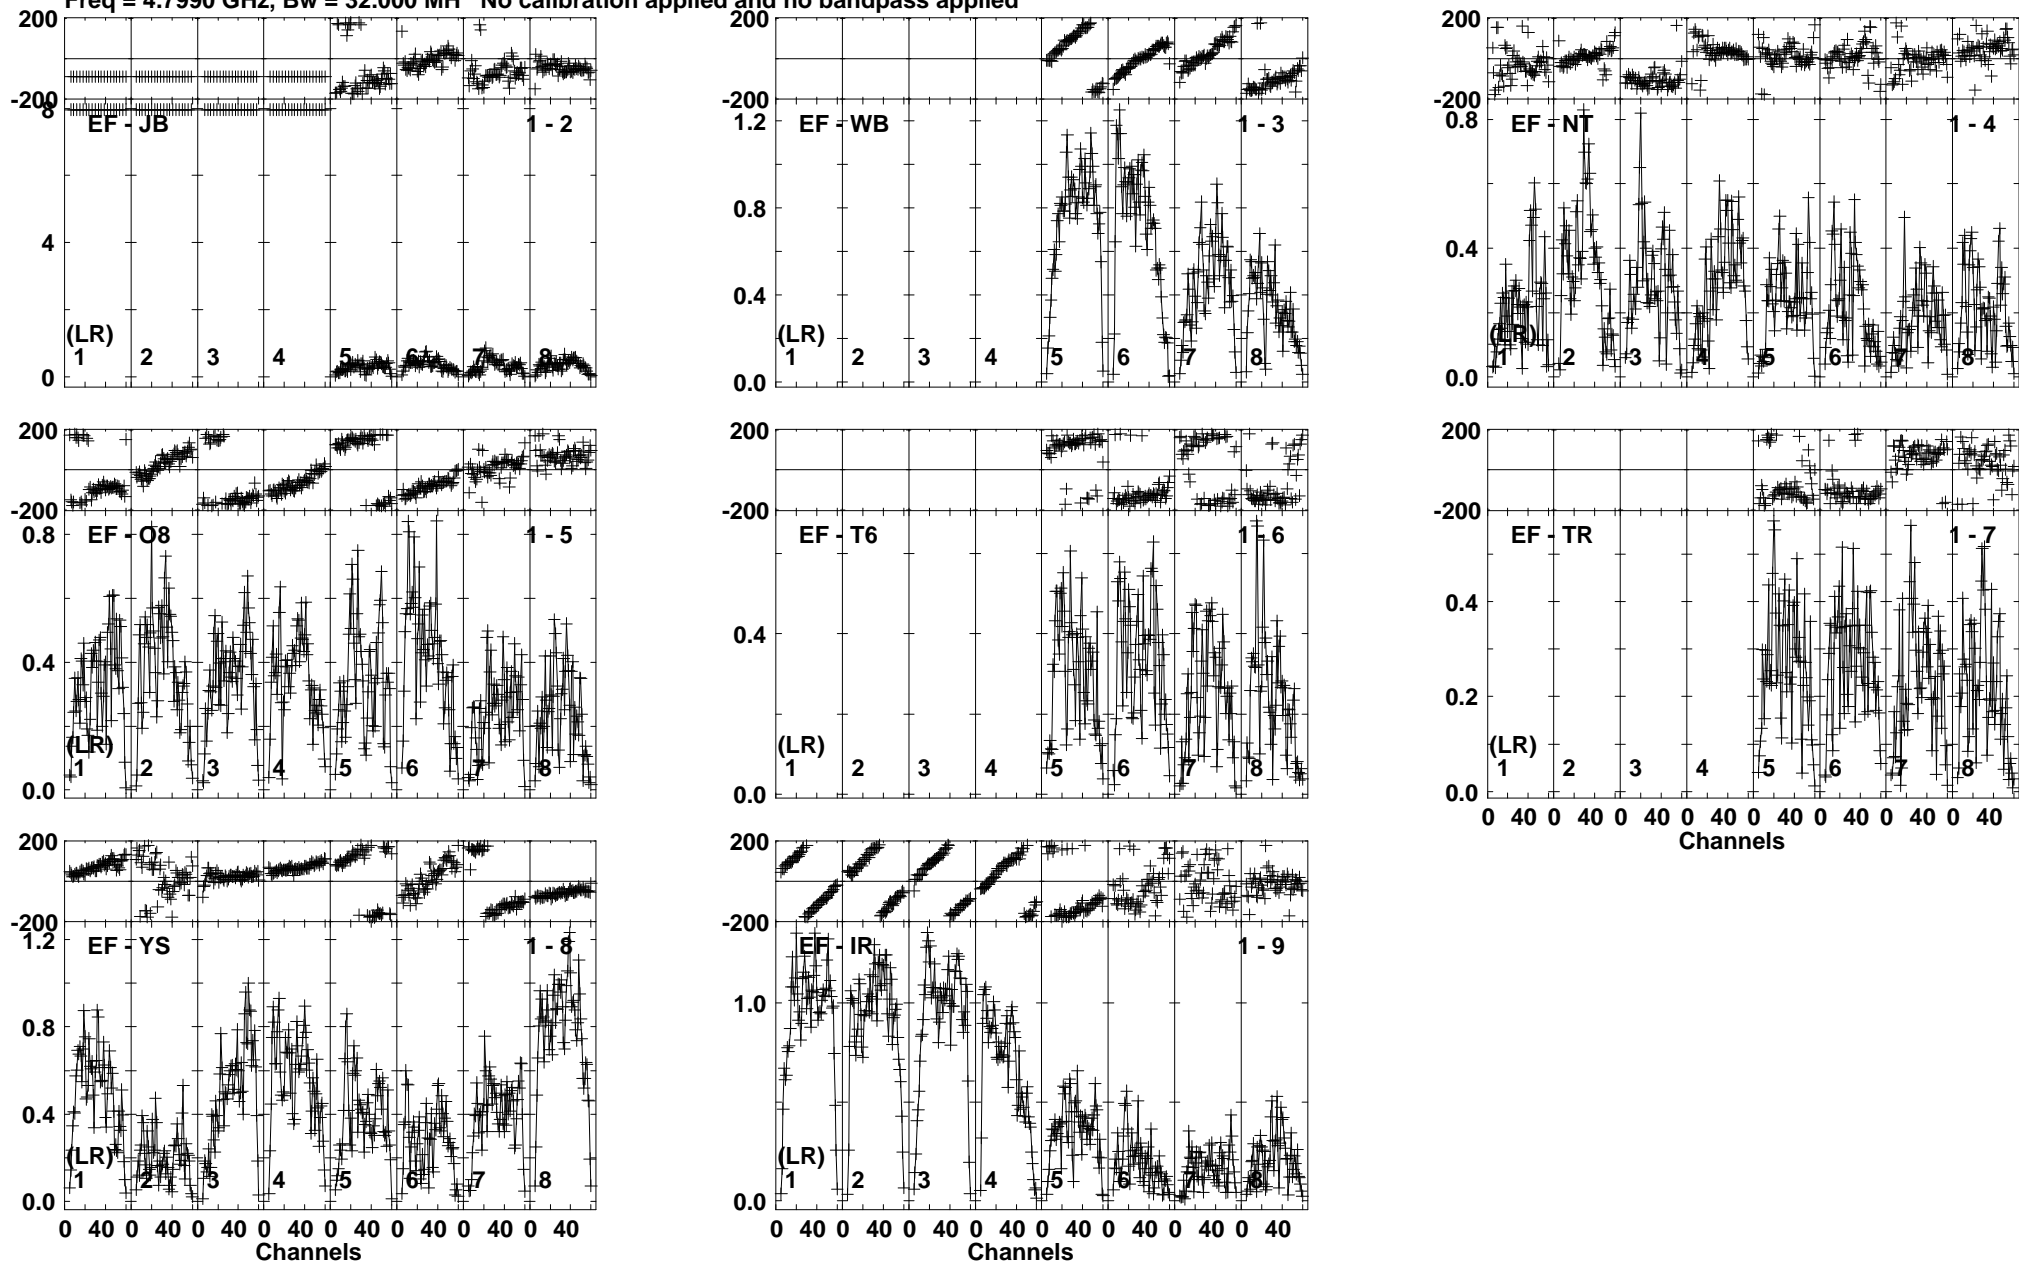 Freq = 4.7990 GHz, Bw = 32.000 MH No calibration applied and no bandpass applied
200
-200
8
4
0
EF - JB
1 - 2
(LR)
1 2 3 4 5 6 7 8
200
-200
1.2
0.8
0.4
0.0
EF - WB
1 - 3
(LR)
1 2 3 4 5 6 7 8
200
-200
0.8
0.4
0.0
EF - NT
1 - 4
(LR)
1 2 3 4 5 6 7 8
200
-200
0.8
0.4
0.0
EF - O8
1 - 5
(LR)
1 2 3 4 5 6 7 8
200
-200
0.4
0.0
EF - T6
1 - 6
(LR)
1 2 3 4 5 6 7 8
200
-200
0.4
0.2
0.0
EF - TR
1 - 7
(LR)
1 2 3 4 5 6 7 8
0 40 0 40 0 40 0 40 0 40 0 40 0 40 0 40
Channels
200
-200
1.2
0.8
0.4
0.0
EF - YS
1 - 8
(LR)
1 2 3 4 5 6 7 8
0 40 0 40 0 40 0 40 0 40 0 40 0 40 0 40
Channels
200
-200
1.0
0.0
EF - IR
1 - 9
(LR)
1 2 3 4 5 6 7 8
0 40 0 40 0 40 0 40 0 40 0 40 0 40 0 40
Channels